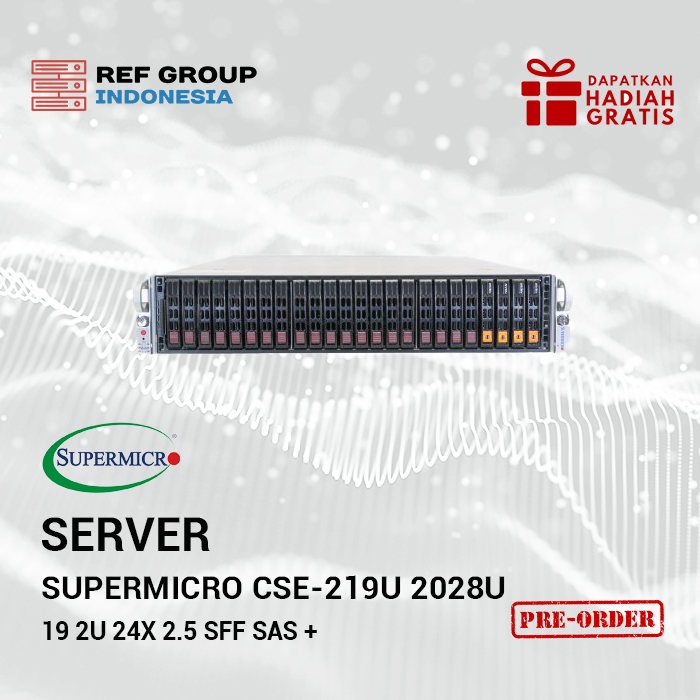 REF GROUP
INDONESIA
DAPATKAN
HADIAH
GRATIS
SUPERMICRO
SERVER
SUPERMICRO CSE-219U 2028U
19 2U 24X 2.5 SFF SAS +
PRE-ORDER